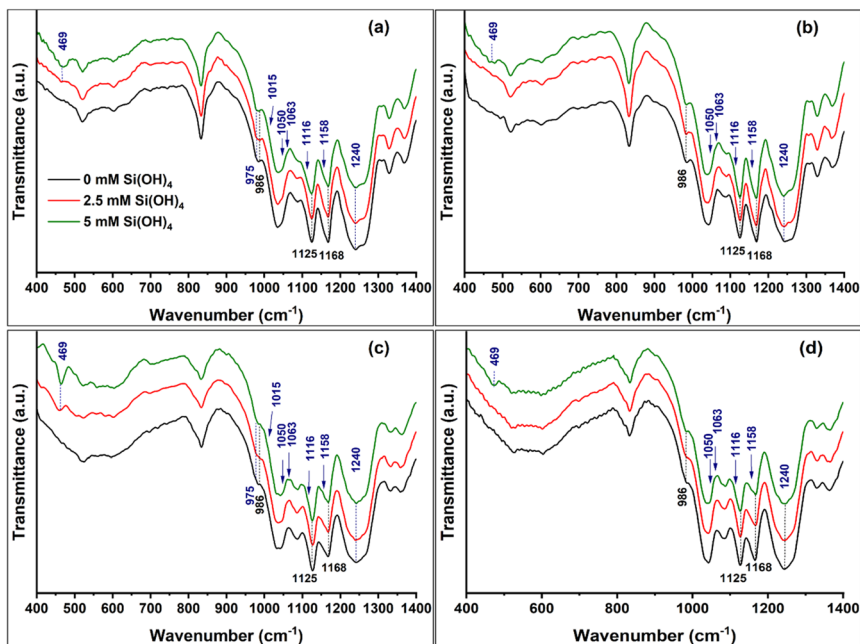 (a)
Transmittance (a.u.)
469
1015
1050
1063
1116
1158
1240
975
986
1125 1168
0 mM Si(OH)4
2.5 mM Si(OH)4
5 mM Si(OH)4
400 500 600 700 800 900 1000 1100 1200 1300 1400
Wavenumber (cm-1)
(b)
Transmittance (a.u.)
469
1050
1063
1116
1158
1240
986
1125 1168
400 500 600 700 800 900 1000 1100 1200 1300 1400
Wavenumber (cm-1)
(c)
Transmittance (a.u.)
469
1015
1050
1063
1116
1158
1240
975
986
1125 1168
400 500 600 700 800 900 1000 1100 1200 1300 1400
Wavenumber (cm-1)
(d)
Transmittance (a.u.)
469
1050
1063
1116
1158
1240
986
1125 1168
400 600 800 1000 1200 1400
Wavenumber (cm-1)